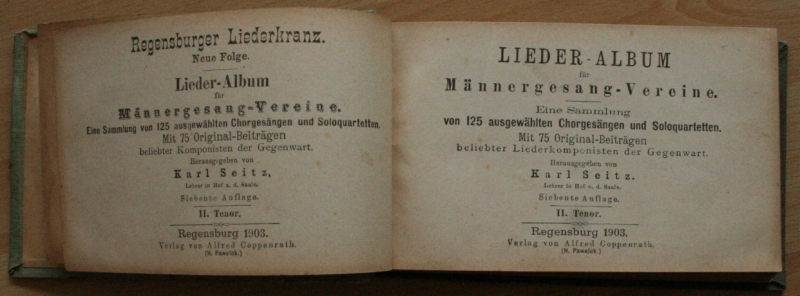 Regensburger Liederkranz.
Neue Folge.
Lieder-Album
für
Männergesang-Vereine.
Eine Sammlung von 125 ausgewählten Chorgesängen und Soloquartetten.
Mit 75 Original-Beiträgen
beliebter Komponisten der Gegenwart.
Herausgegeben von
Karl Seitz,
Lehrer in Hof a. d. Saale.
Siebente Auflage.
II. Tenor.
Regensburg 1903.
Verlag von Alfred Coppenrath.
(H. Pawelek.)
LIEDER-ALBUM
für
Männergesang-Vereine.
Eine Sammlung
von 125 ausgewählten Chorgesängen und Soloquartetten.
Mit 75 Original-Beiträgen
beliebter Liederkomponisten der Gegenwart.
Herausgegeben von
Karl Seitz.
Lehrer in Hof a. d. Saale.
Siebente Auflage.
II. Tenor.
Regensburg 1903.
Verlag von Alfred Coppenrath.
(H. Pawelek.)